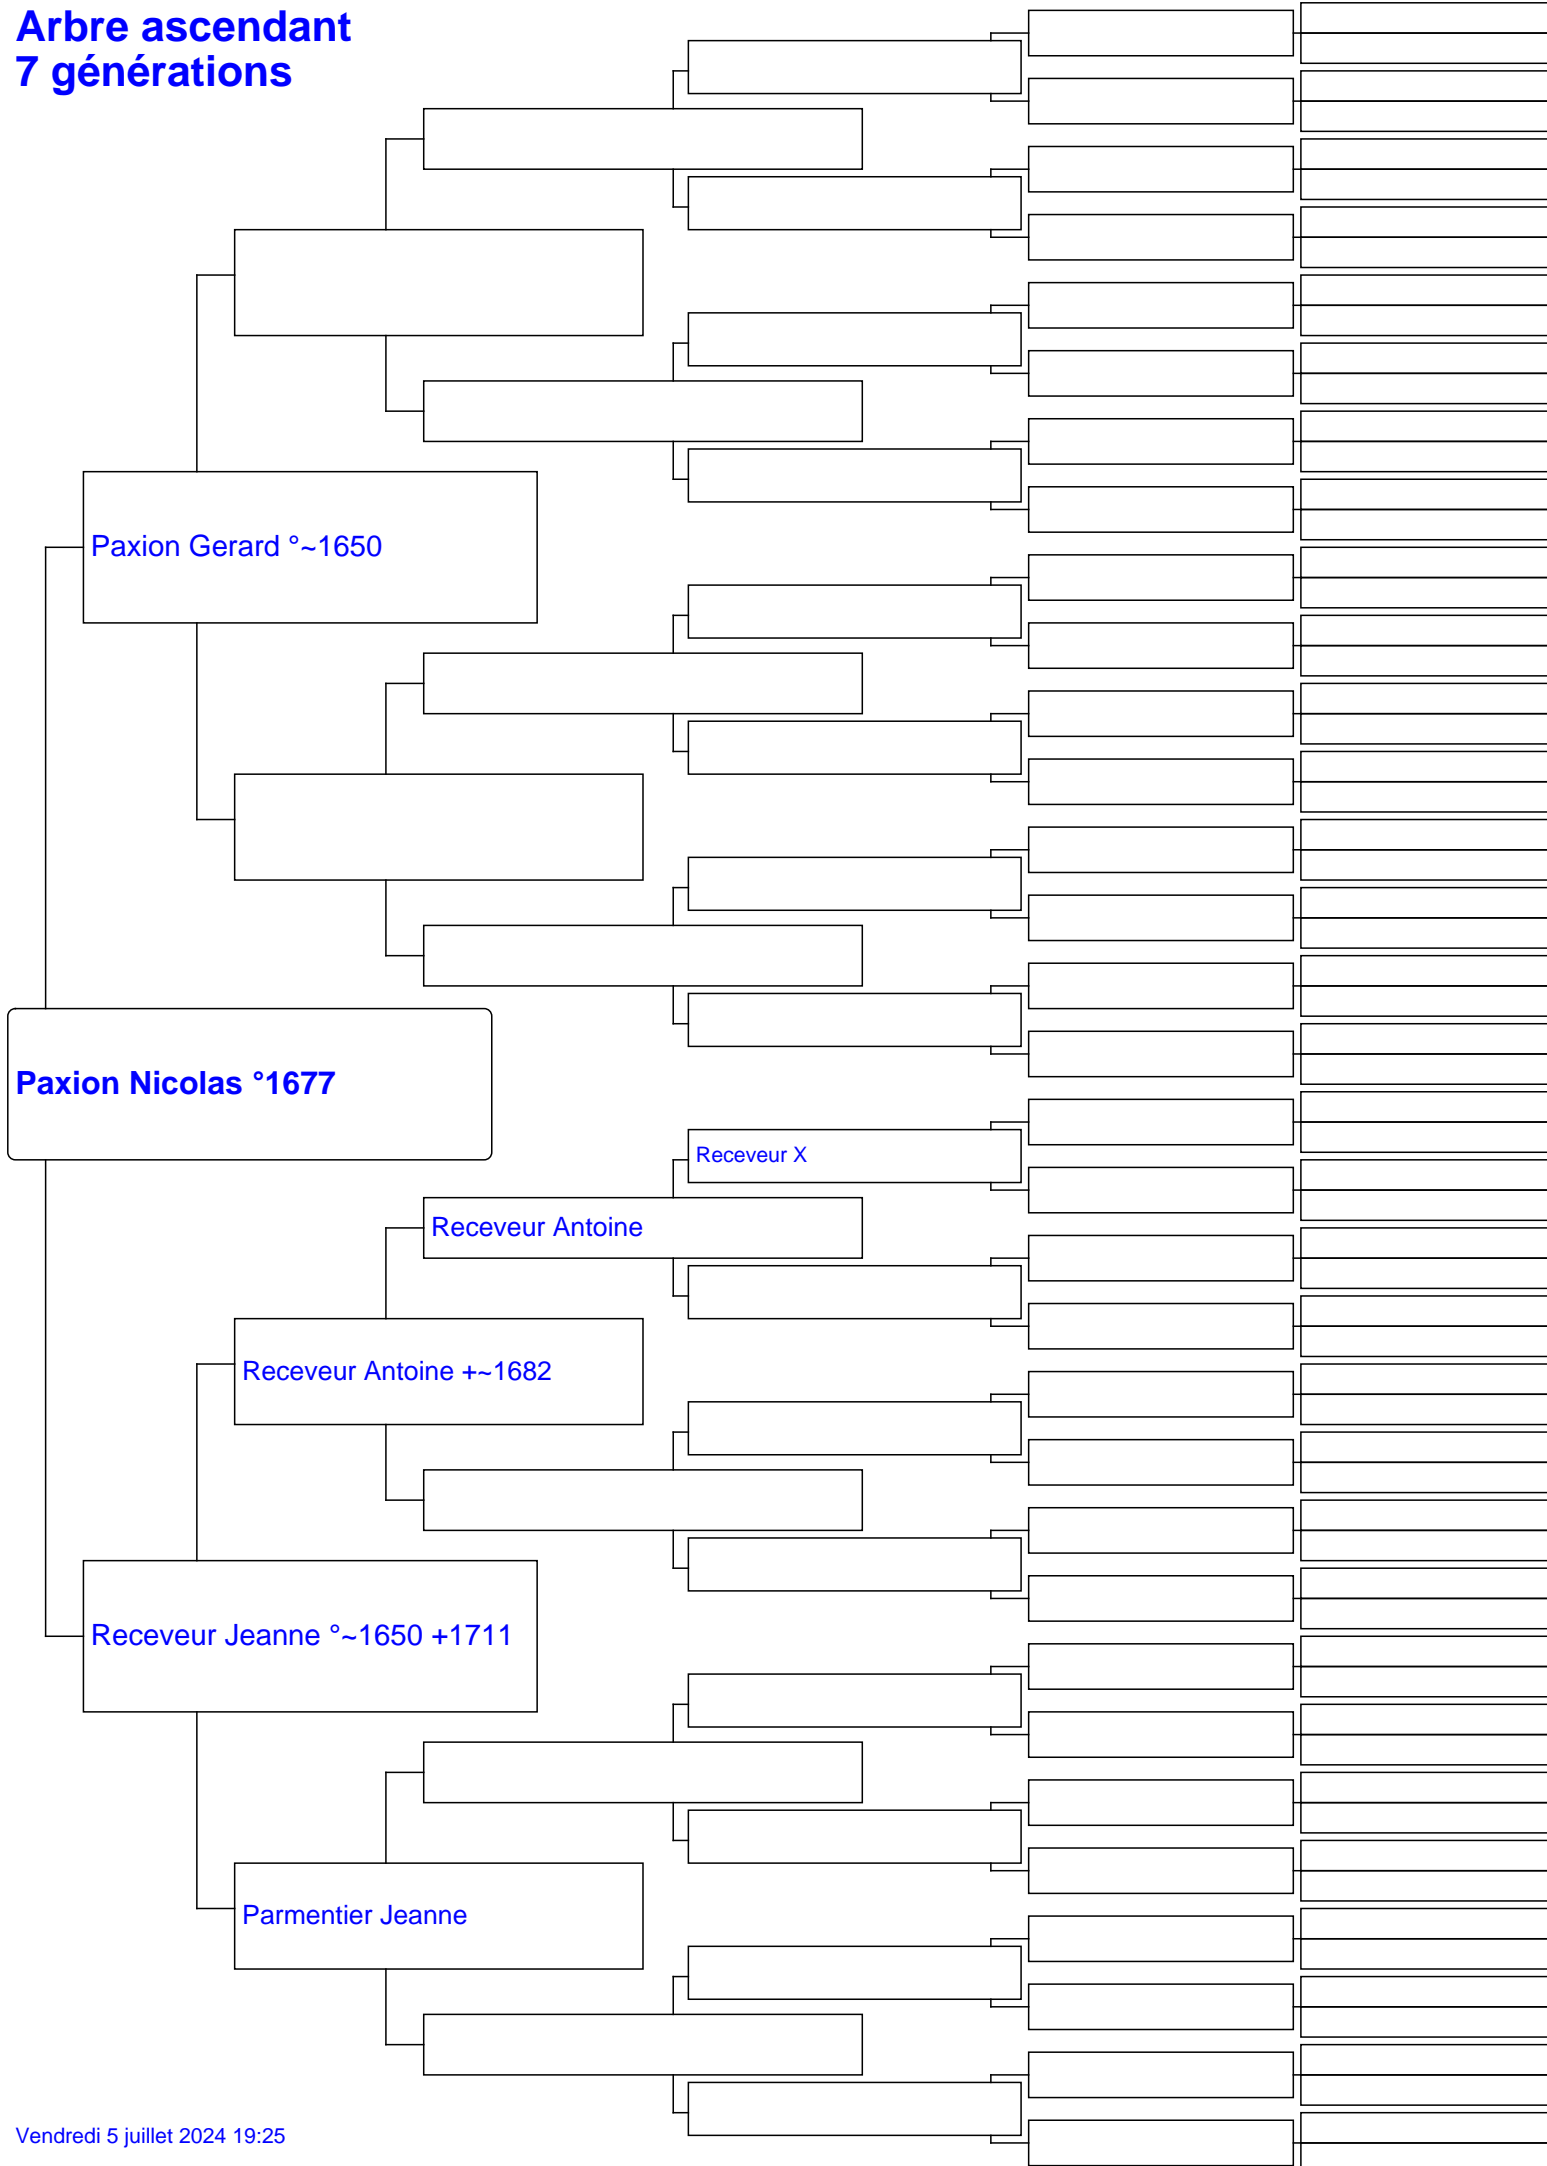 Arbre ascendant
7 générations
Paxion Gerard °~1650
Paxion Nicolas °1677
Receveur X
Receveur Antoine
Receveur Antoine +~1682
Receveur Jeanne °~1650 +1711
Parmentier Jeanne
Vendredi 5 juillet 2024 19:25